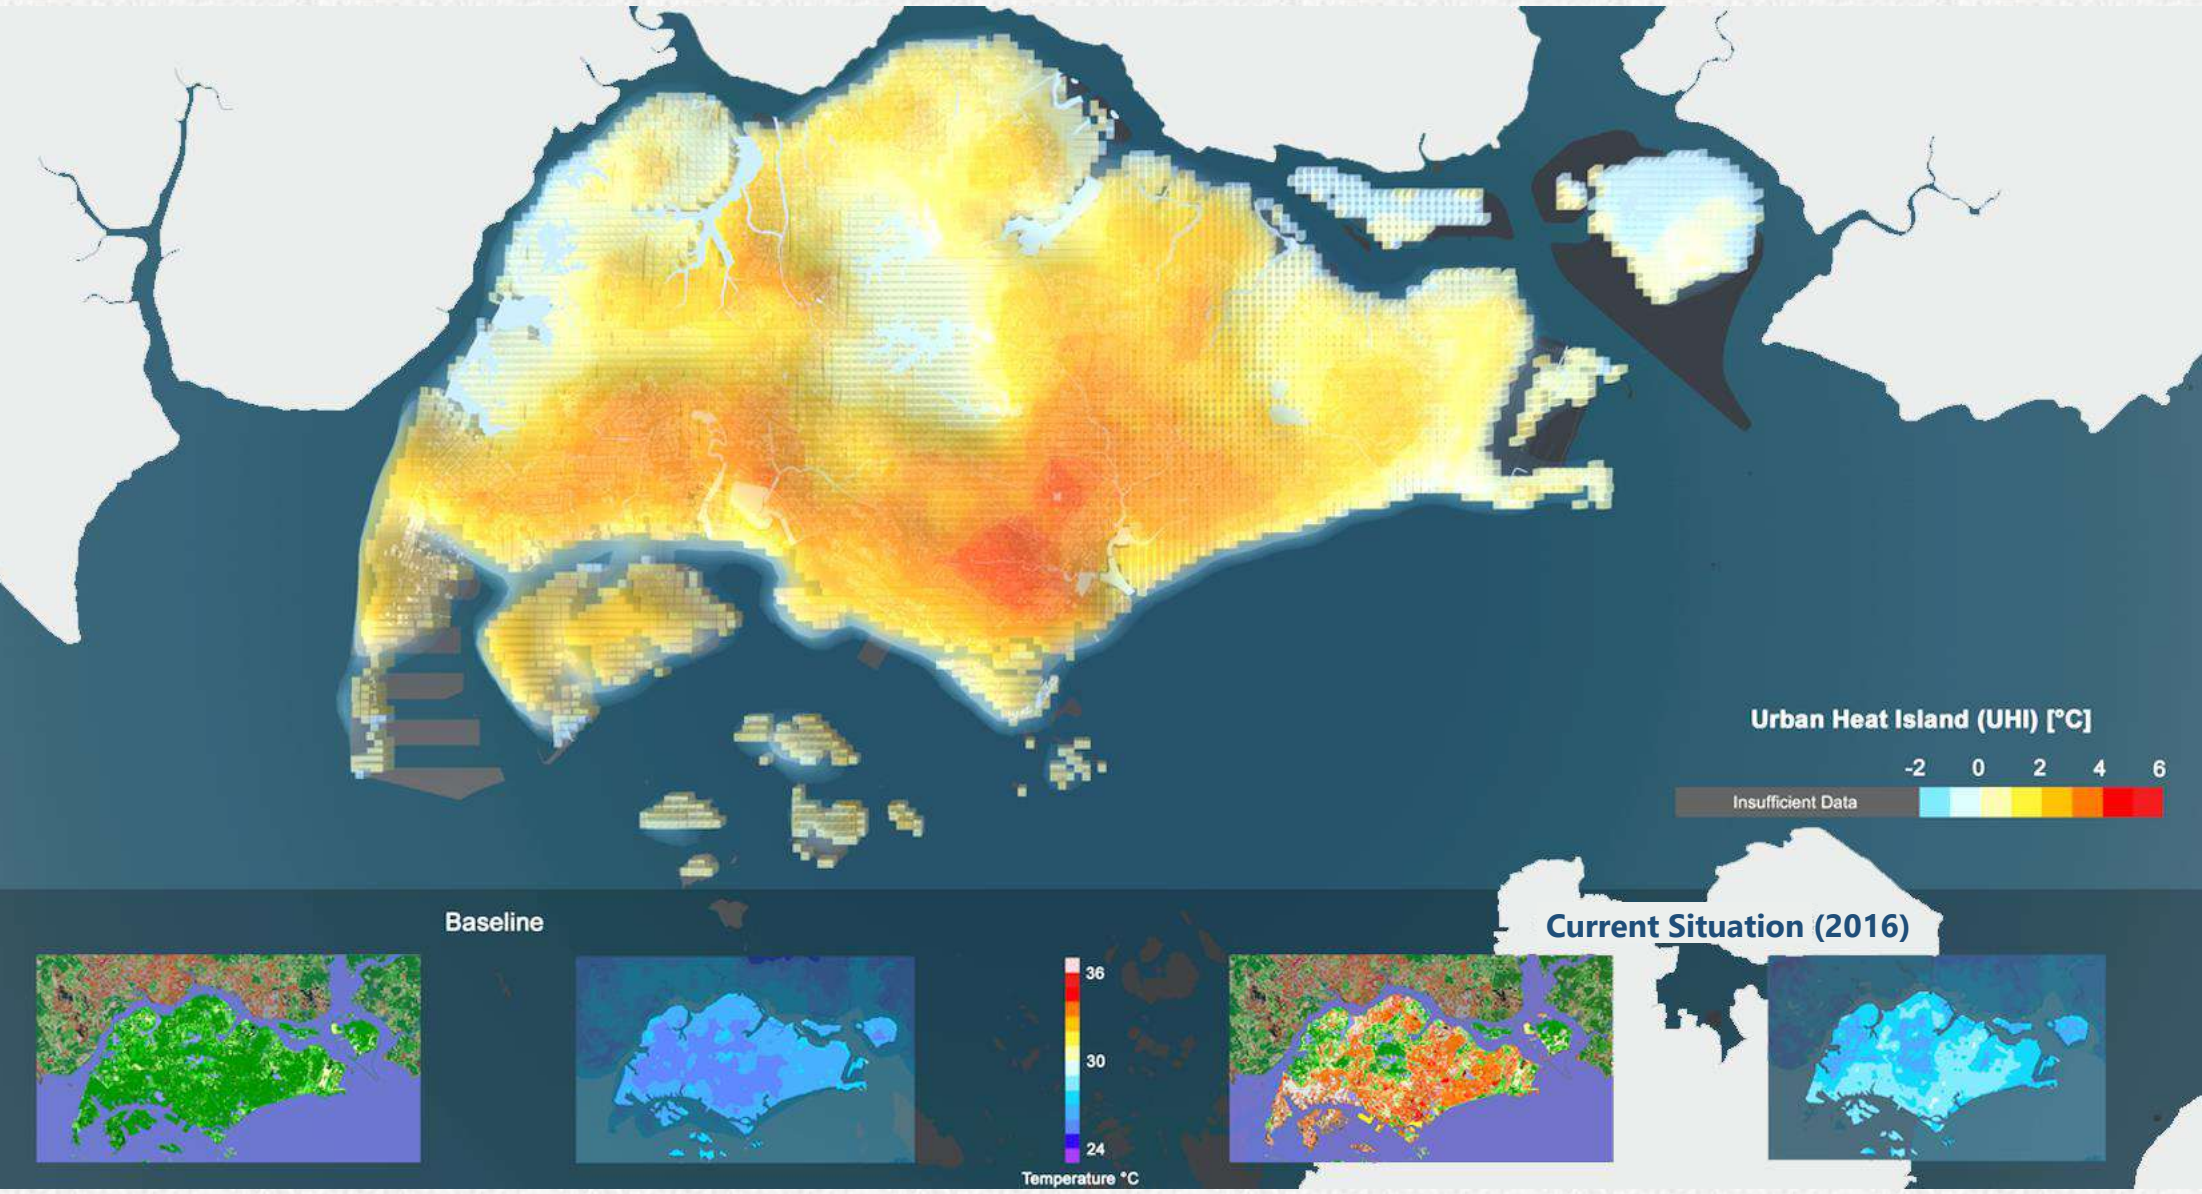 Urban Heat Island (UHI) [°C]
-2 0 2 4 6
Insufficient Data
Baseline
Current Situation (2016)
36
30
24
Temperature °C